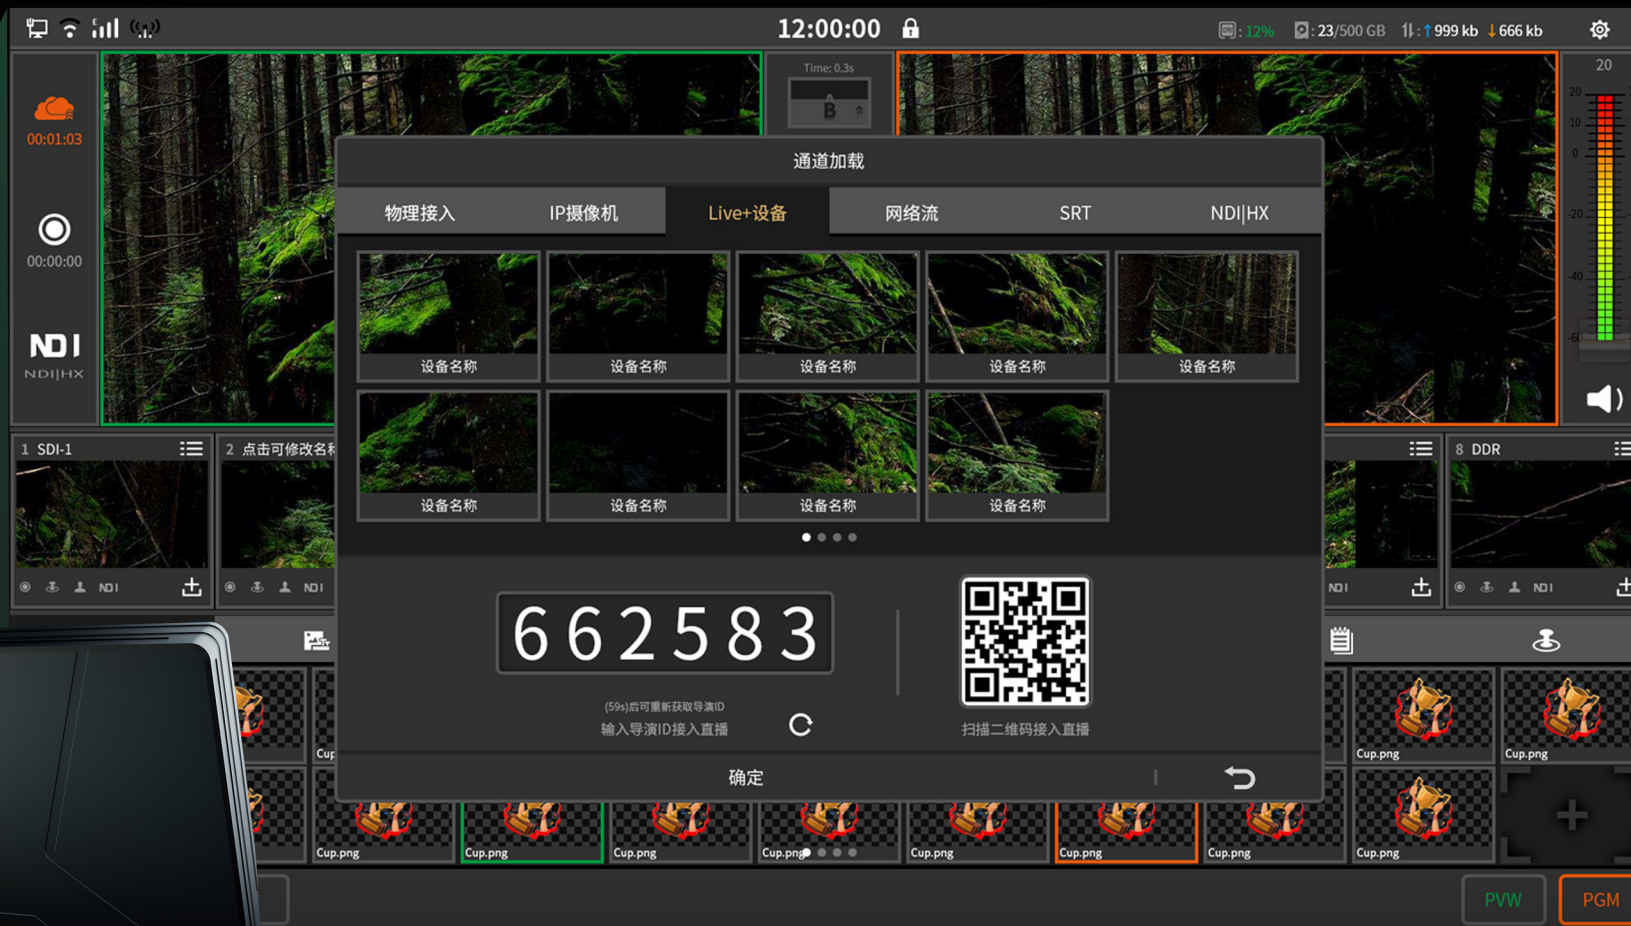 E
12:00:00
: 12%
: 23/500 GB
: ↑ 999 kb ↓ 666 kb
00:01:03
00:00:00
NDI
NDI|HX
Time: 0.3s
B
20
20
10
0
-20
-40
-60
通道加载
物理接入
IP摄像机
Live+设备
网络流
SRT
NDI|HX
设备名称
设备名称
设备名称
设备名称
设备名称
设备名称
设备名称
设备名称
设备名称
1 SDI-1
2 点击可修改名称
8 DDR
NDI
NDI
NDI
NDI
662583
(59s)后可重新获取导演ID
输入导演ID接入直播
扫描二维码接入直播
确定
Cup
Cup.png
Cup.png
Cup.png
Cup.png
Cup.png
Cup.png
Cup.png
Cup.png
Cup.png
Cup.png
PVW
PGM